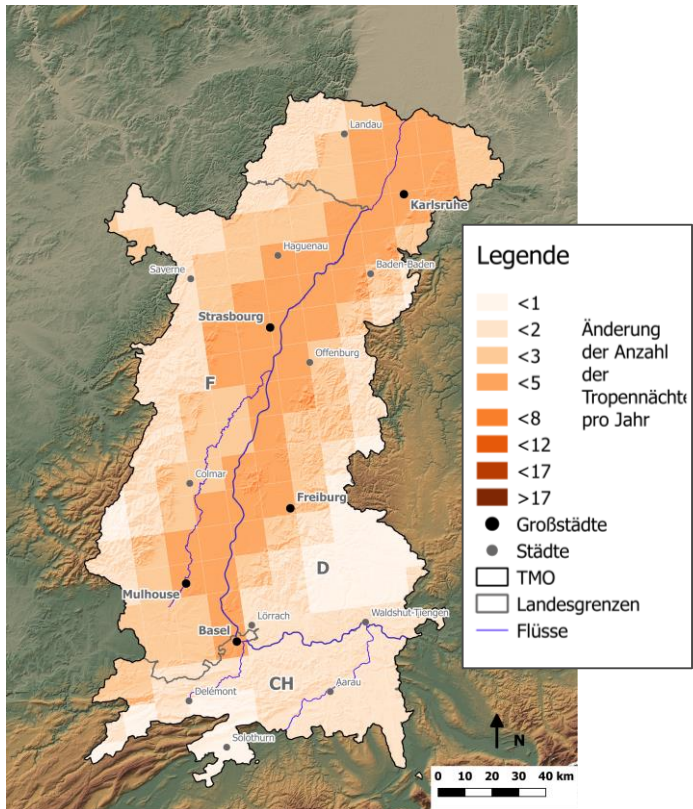 Landau
Karlsruhe
Haguenau
Baden-Baden
Saverne
Strasbourg
Offenburg
F
Colmar
Freiburg
D
Mulhouse
Lörrach
Waldshut-Tiengen
Basel
CH
Delémont
Aarau
Solothurn
N
0 10 20 30 40 km
Legende
<1
<2
<3
<5
<8
<12
<17
>17
Änderung
der Anzahl
der
Tropennächte
pro Jahr
Großstädte
Städte
TMO
Landesgrenzen
Flüsse